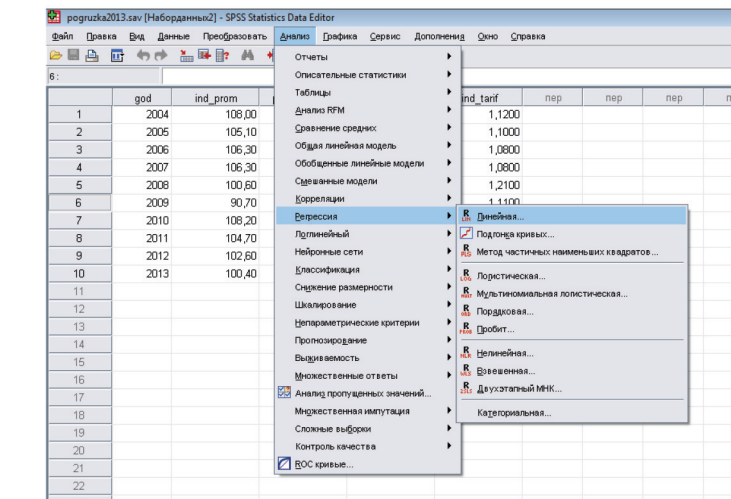 pogruzka2013.sav [Наборданных2] - SPSS Statistics Data Editor
Файл Правка Вид Данные Преобразовать Анализ Графика Сервис Дополнения Окно Справка
6 :
god ind_prom ind_tarif пер пер пер
1 2004 108,00 1,1200
2 2005 105,10 1,1000
3 2006 106,30 1,0800
4 2007 106,30 1,0800
5 2008 100,60 1,2100
6 2009 90,70 1,1100
7 2010 108,20
8 2011 104,70
9 2012 102,60
10 2013 100,40
11
12
13
14
15
16
17
18
19
20
21
22
Отчеты
Описательные статистики
Таблицы
Анализ RFM
Сравнение средних
Общая линейная модель
Обобщенные линейные модели
Смешанные модели
Корреляции
Регрессия
Логлинейный
Нейронные сети
Классификация
Снижение размерности
Шкалирование
Непараметрические критерии
Прогнозирование
Выживаемость
Множественные ответы
Анализ пропущенных значений...
Множественная импутация
Сложные выборки
Контроль качества
ROC кривые...
Линейная...
Подгонка кривых...
Метод частичных наименьших квадратов...
Логистическая...
Мультиномиальная логистическая...
Порядковая...
Пробит...
Нелинейная...
Взвешенная...
Двухэтапный МНК...
Категориальная...